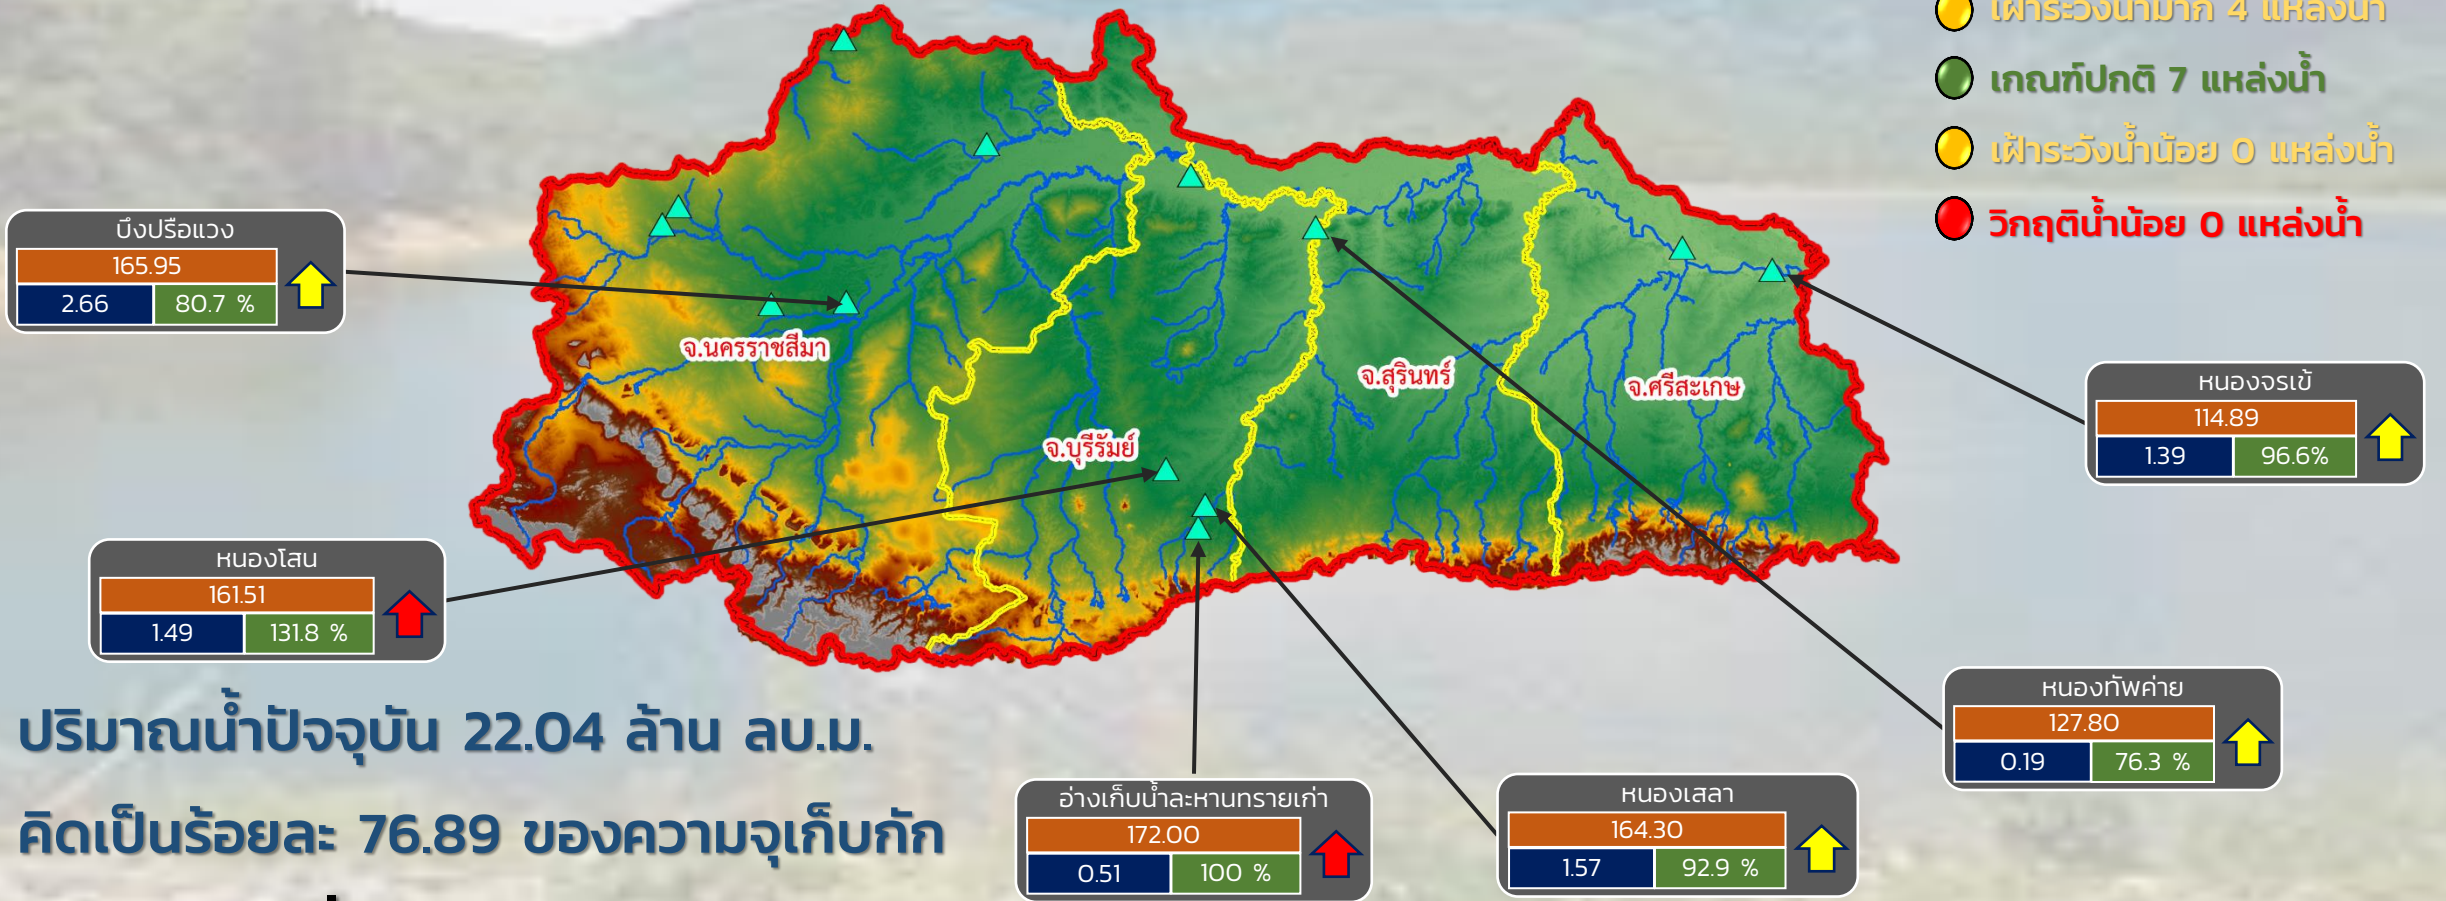 เฝ้าระวังน้ำมาก 4 แหล่งน้ำ
เกณฑ์ปกติ 7 แหล่งน้ำ
เฝ้าระวังน้ำน้อย 0 แหล่งน้ำ
วิกฤติน้ำน้อย 0 แหล่งน้ำ
บึงปรือแวง
165.95
2.66 80.7 %
จ.นครราชสีมา
จ.สุรินทร์
จ.ศรีสะเกษ
จ.บุรีรัมย์
หนองจรเข้
114.89
1.39 96.6%
หนองโสน
161.51
1.49 131.8 %
หนองทัพค่าย
127.80
0.19 76.3 %
ปริมาณน้ำปัจจุบัน 22.04 ล้าน ลบ.ม.
คิดเป็นร้อยละ 76.89 ของความจุเก็บกัก
อ่างเก็บน้ำละหานทรายเก่า
172.00
0.51 100 %
หนองเสลา
164.30
1.57 92.9 %